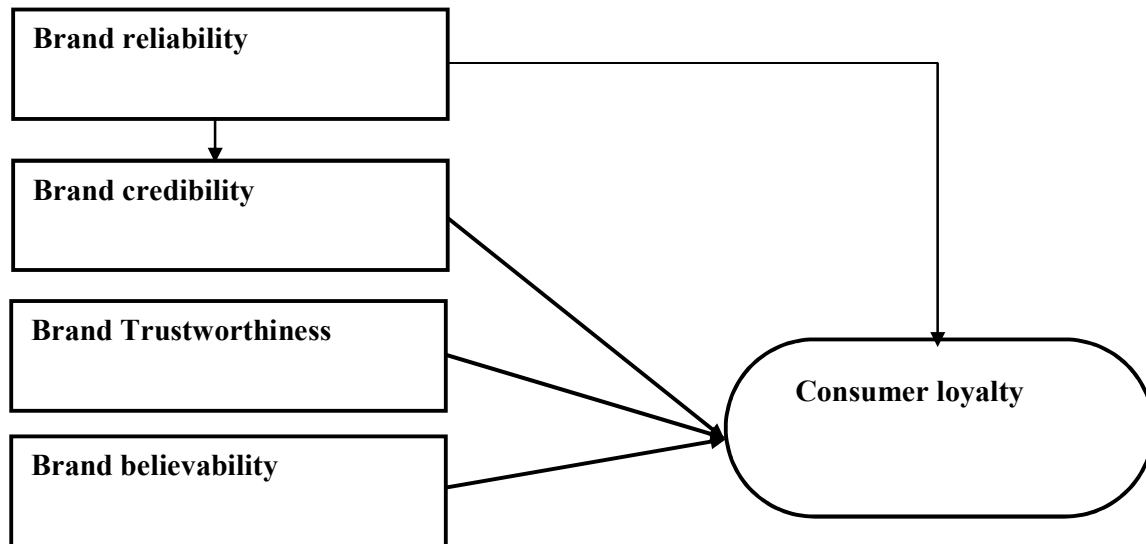 Brand reliability
Brand credibility
Brand Trustworthiness
Consumer loyalty
Brand believability